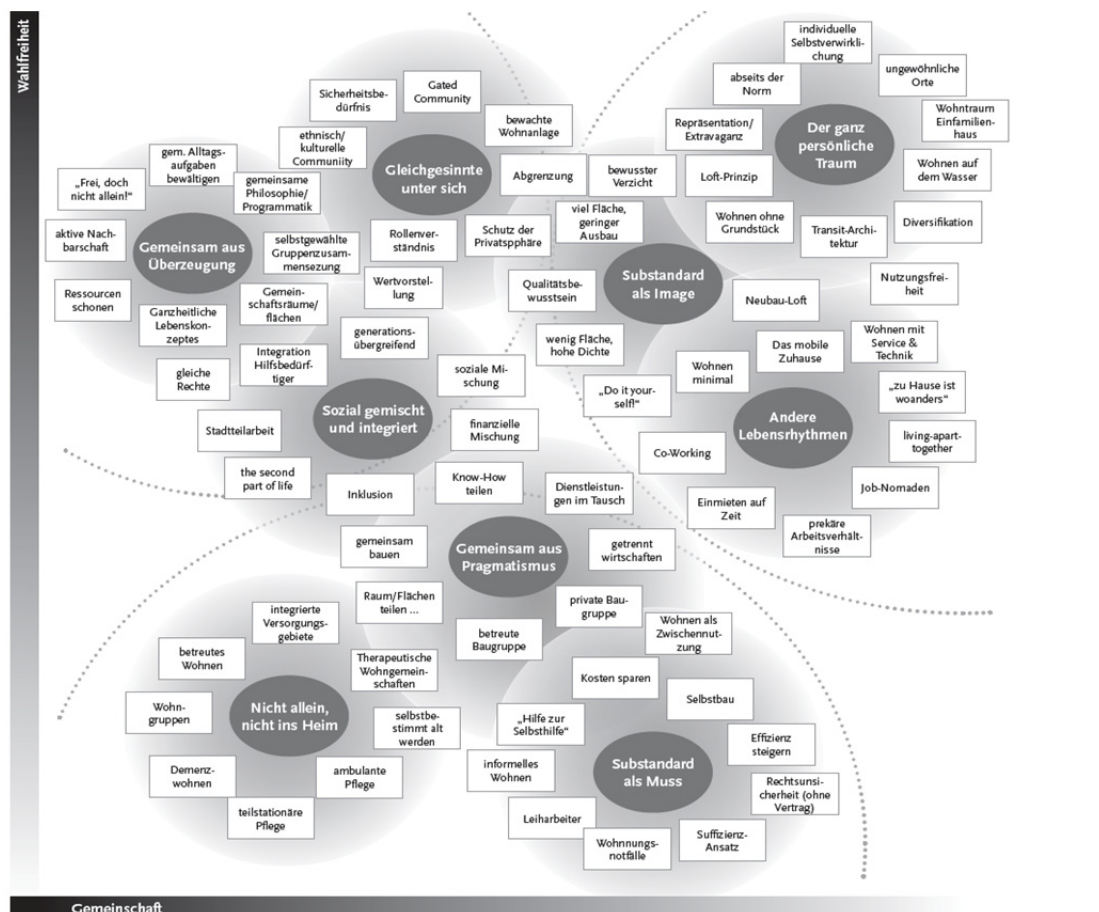 Wahlfreiheit
individuelle
Selbstverwirkli-
chung
ungewöhnliche
Orte
abseits der
Norm
Wohntraum
Einfamilien-
haus
Repräsentation/
Extravaganz
Der ganz
persönliche
Traum
Wohnen auf
dem Wasser
Loft-Prinzip
Wohnen ohne
Grundstück
Transit-Archi-
tektur
Diversifikation
Nutzungsfrei-
heit
Sicherheitsbe-
dürfnis
Gated
Community
bewachte
Wohnanlage
ethnisch/
kulturelle
Communiity
Gleichgesinnte
unter sich
Abgrenzung
bewusster
Verzicht
Rollenver-
ständnis
Schutz der
Privatspphäre
Wertvorstel-
lung
gem. Alltags-
aufgaben
bewältigen
„Frei, doch
nicht allein!“
gemeinsame
Philosophie/
Programmatik
aktive Nach-
barschaft
Gemeinsam aus
Überzeugung
selbstgewählte
Gruppenzusam-
mensezung
Ressourcen
schonen
Ganzheitliche
Lebenskon-
zeptes
Gemein-
schaftsräume/
flächen
gleiche
Rechte
Integration
Hilfsbedürf-
tiger
viel Fläche,
geringer
Ausbau
Substandard
als Image
Qualitätsbe-
wusstsein
wenig Fläche,
hohe Dichte
„Do it your-
self!“
Neubau-Loft
Das mobile
Zuhause
Wohnen mit
Service &
Technik
Wohnen
minimal
„zu Hause ist
woanders“
Andere
Lebensrhythmen
living-apart-
together
Co-Working
Job-Nomaden
Einmieten auf
Zeit
prekäre
Arbeitsverhält-
nisse
generations-
übergreifend
soziale Mi-
schung
Sozial gemischt
und integriert
finanzielle
Mischung
Stadtteilarbeit
the second
part of life
Inklusion
Know-How
teilen
Dienstleistun-
gen im Tausch
gemeinsam
bauen
Gemeinsam aus
Pragmatismus
getrennt
wirtschaften
Raum/Flächen
teilen ...
private Bau-
gruppe
betreute
Baugruppe
integrierte
Versorgungs-
gebiete
betreutes
Wohnen
Therapeutische
Wohngemein-
schaften
Wohn-
gruppen
Nicht allein,
nicht ins Heim
selbstbe-
stimmt alt
werden
Demenz-
wohnen
ambulante
Pflege
teilstationäre
Pflege
Wohnen als
Zwischennut-
zung
Kosten sparen
Selbstbau
„Hilfe zur
Selbsthilfe“
Effizienz
steigern
informelles
Wohnen
Substandard
als Muss
Rechtsunsi-
cherheit (ohne
Vertrag)
Leiharbeiter
Wohnnungs-
notfälle
Suffizienz-
Ansatz
Gemeinschaft